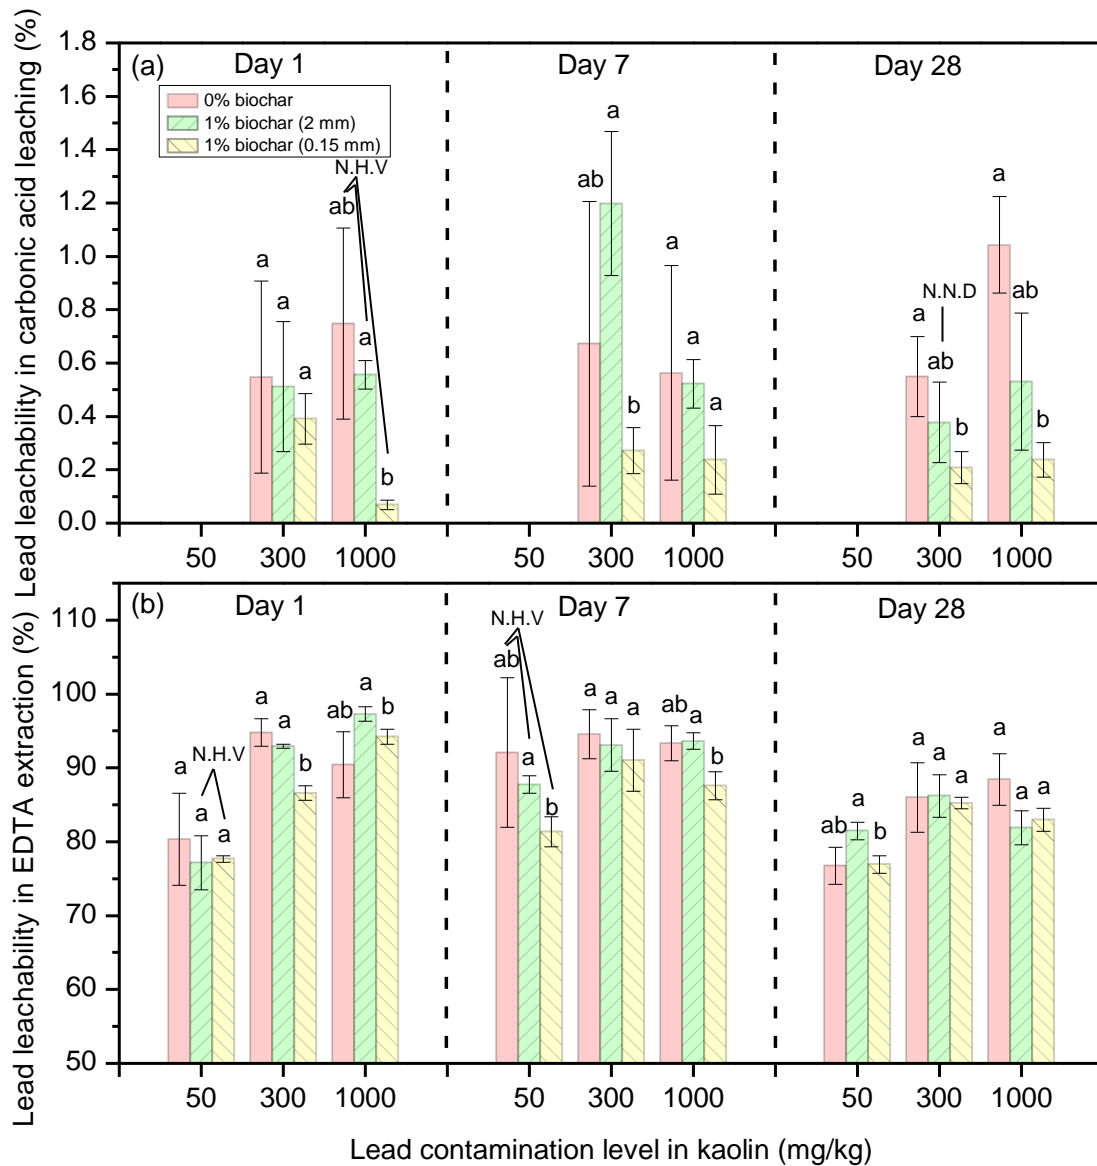 Lead leachability in carbonic acid leaching (%)
1.8
1.6
1.4
1.2
1.0
0.8
0.6
0.4
0.2
0.0
(a)
Day 1
Day 7
Day 28
0% biochar
1% biochar (2 mm)
1% biochar (0.15 mm)
N.H.V
a
a
a
ab
a
b
ab
a
b
a
a
a
N.N.D
a
ab
b
a
ab
b
50
300
1000
50
300
1000
50
300
1000
Lead leachability in EDTA extraction (%)
110
100
90
80
70
60
50
(b)
Day 1
Day 7
Day 28
N.H.V
a
a
a
a
a
b
ab
a
b
N.H.V
ab
a
b
a
a
a
ab
a
b
ab
a
b
a
a
a
a
a
a
50
300
1000
50
300
1000
50
300
1000
Lead contamination level in kaolin (mg/kg)